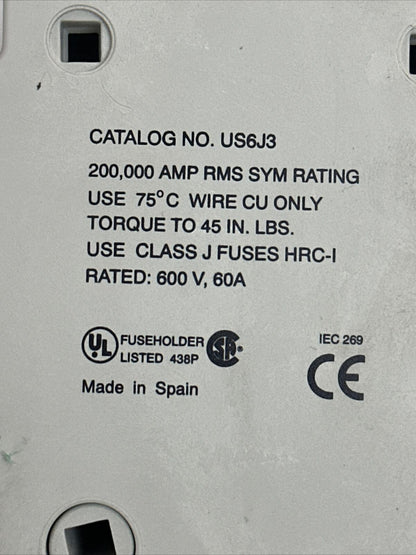 CATALOG NO. US6J3
200,000 AMP RMS SYM RATING
USE 75°C WIRE CU ONLY
TORQUE TO 45 IN. LBS.
USE CLASS J FUSES HRC-I
RATED: 600 V, 60A
UL FUSEHOLDER LISTED 438P SA ®
IEC 269
CE
Made in Spain